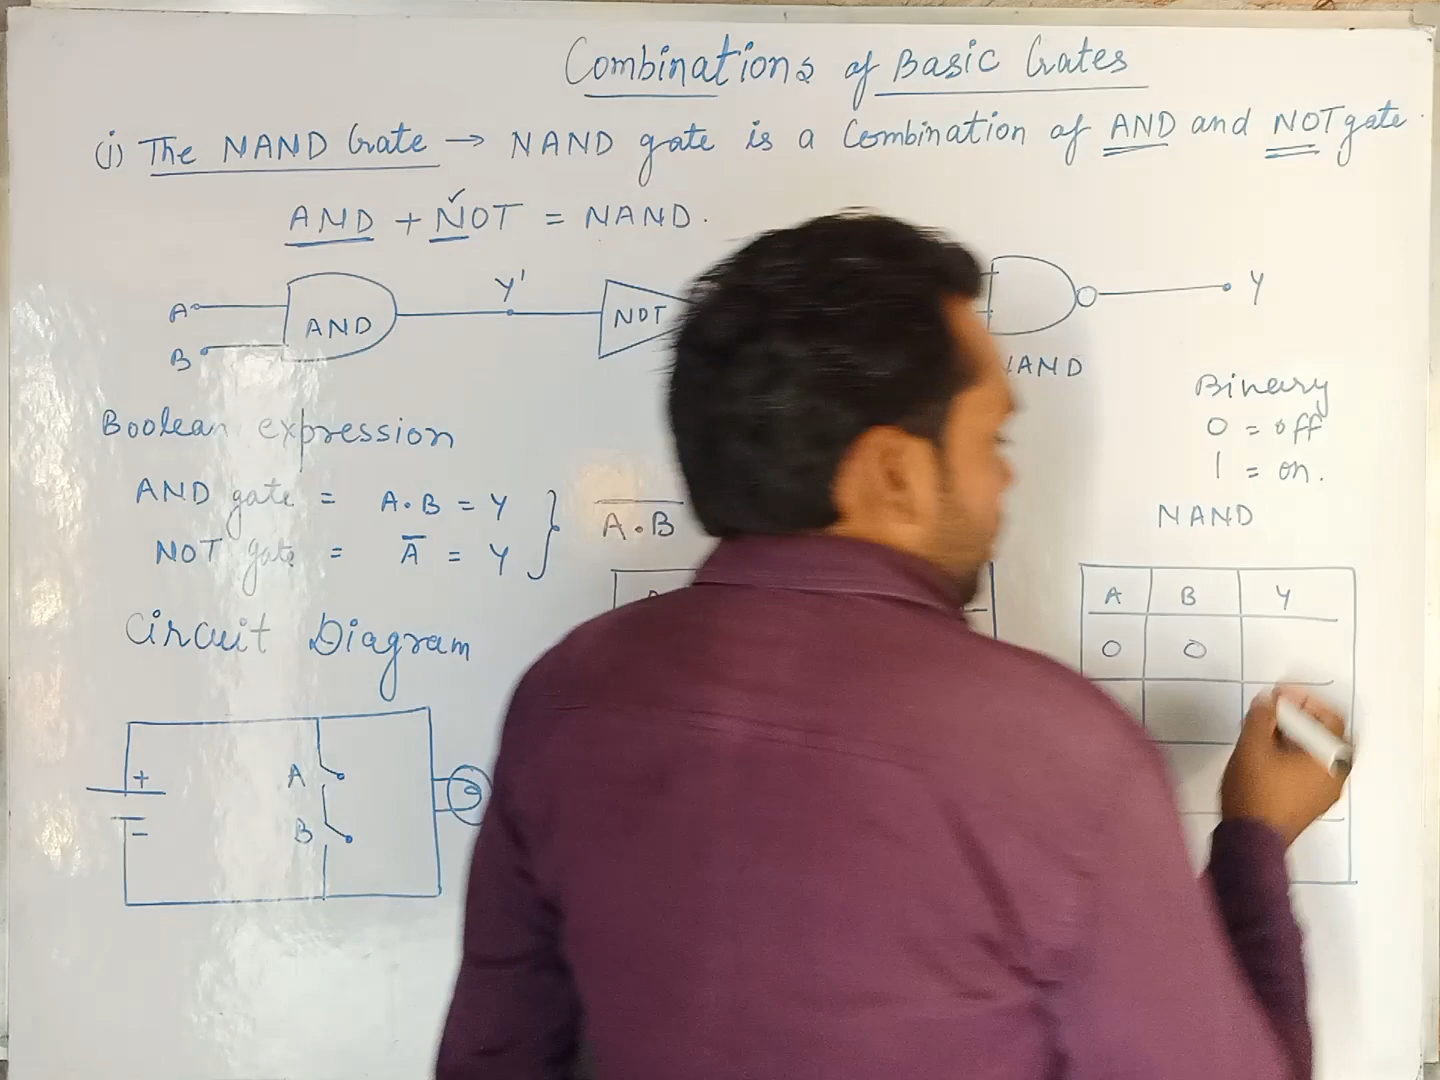 Combinations of Basic Gates
(i) The NAND Gate → NAND gate is a Combination of AND and NOT gate.
AND + NOT = NAND.
A
B
AND
Y'
NOT
Y
NAND
Binary
0 = off
1 = on.
Boolean expression
AND gate = A.B = Y
NOT gate = A̅ = Y
A̅.̅B̅
NAND
A B Y
0 0
Circuit Diagram
+
-
A
B